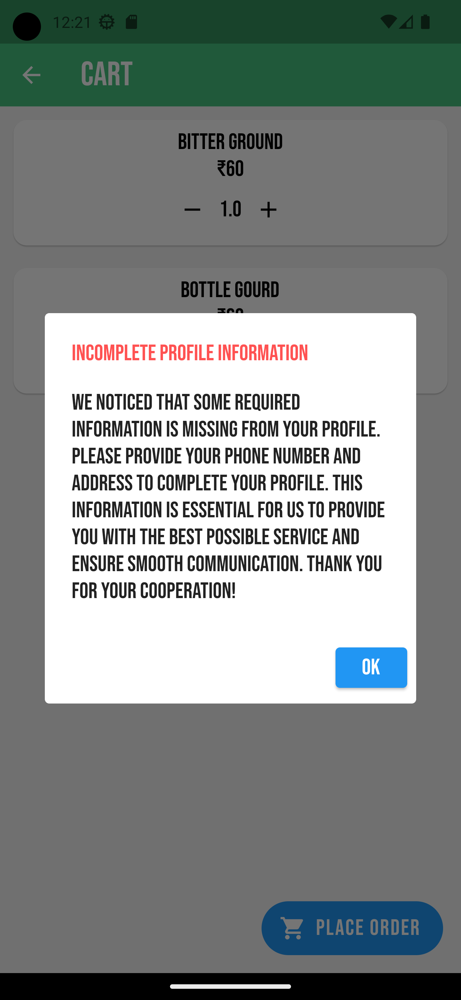 12:21
CART
BITTER GROUND
₹60
1.0
BOTTLE GOURD
INCOMPLETE PROFILE INFORMATION
WE NOTICED THAT SOME REQUIRED
INFORMATION IS MISSING FROM YOUR PROFILE.
PLEASE PROVIDE YOUR PHONE NUMBER AND
ADDRESS TO COMPLETE YOUR PROFILE. THIS
INFORMATION IS ESSENTIAL FOR US TO PROVIDE
YOU WITH THE BEST POSSIBLE SERVICE AND
ENSURE SMOOTH COMMUNICATION. THANK YOU
FOR YOUR COOPERATION!
OK
PLACE ORDER